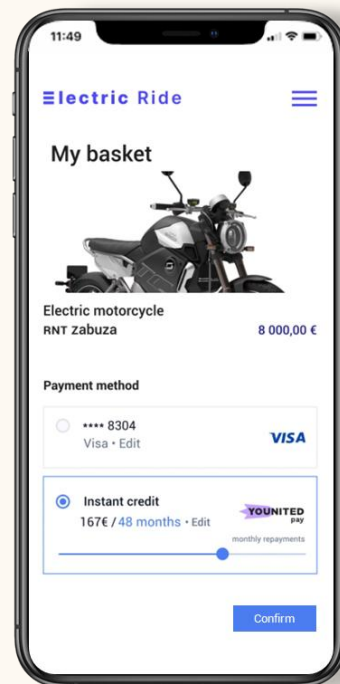 11:49
Electric Ride
My basket
Electric motorcycle
RNT zabuza
8 000,00 €
Payment method
•••• 8304
Visa • Edit
VISA
Instant credit
167€ / 48 months • Edit
YOUNITED
pay
monthly repayments
Confirm